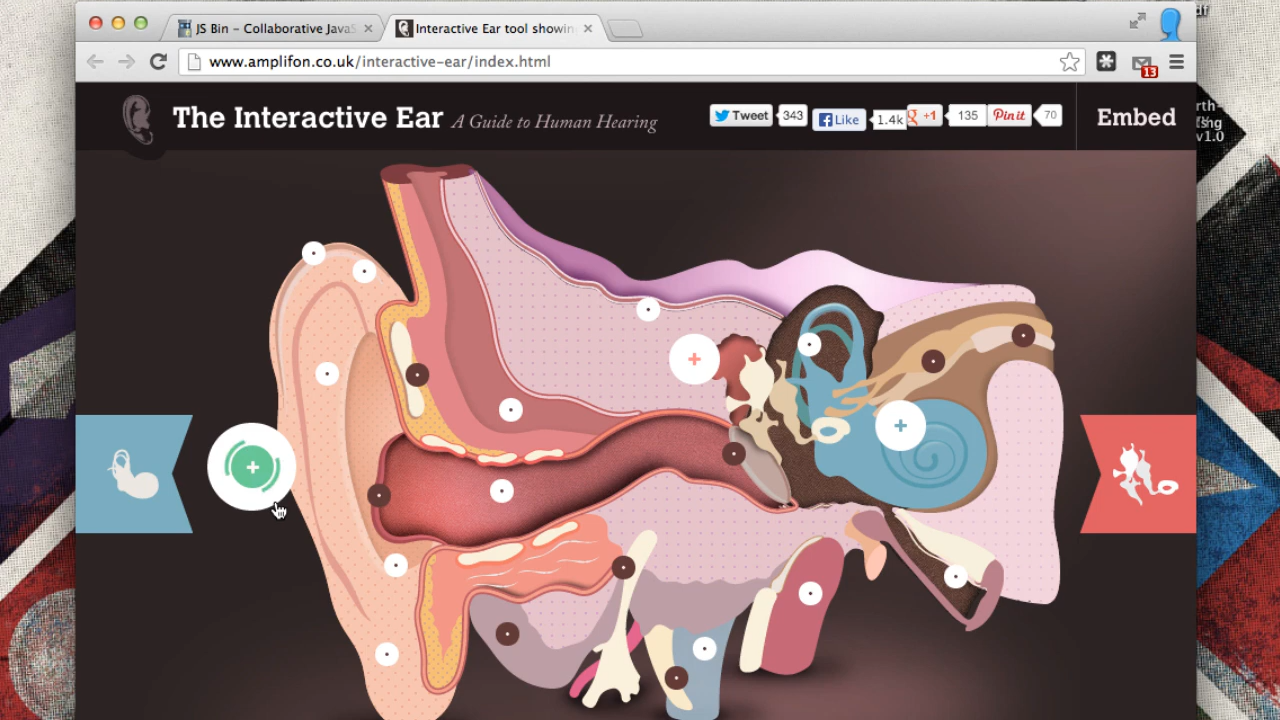 JS Bin – Collaborative JavaS
Interactive Ear tool showin
www.amplifon.co.uk/interactive-ear/index.html
13
The Interactive Ear A Guide to Human Hearing
Tweet 343 Like 1.4k +1 135 Pin it 70
Embed
v1.0